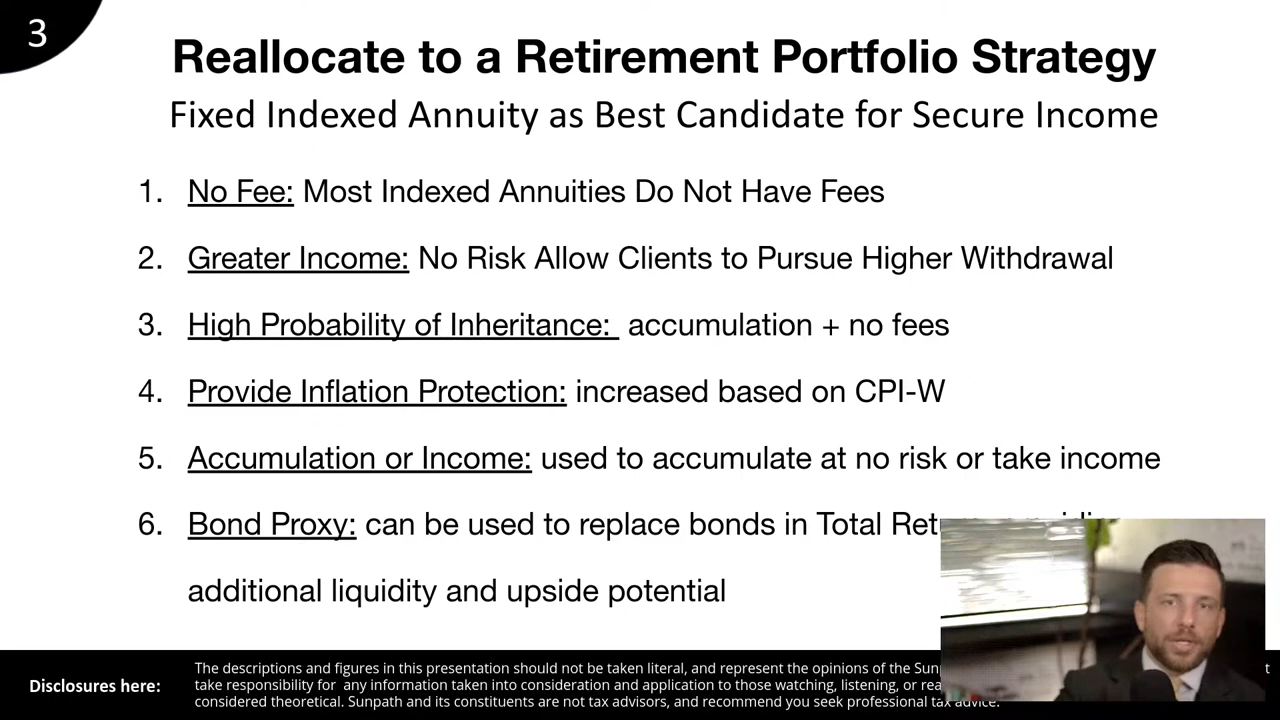 3
Reallocate to a Retirement Portfolio Strategy
Fixed Indexed Annuity as Best Candidate for Secure Income
1. No Fee: Most Indexed Annuities Do Not Have Fees
2. Greater Income: No Risk Allow Clients to Pursue Higher Withdrawal
3. High Probability of Inheritance: accumulation + no fees
4. Provide Inflation Protection: increased based on CPI-W
5. Accumulation or Income: used to accumulate at no risk or take income
6. Bond Proxy: can be used to replace bonds in Total
additional liquidity and upside potential
Disclosures here:
The descriptions and figures in this presentation should not be taken literal, and represent the opinions of the
take responsibility for any information taken into consideration and application to those watching, listening, or
considered theoretical. Sunpath and its constituents are not tax advisors, and recommend you seek professional tax advice.